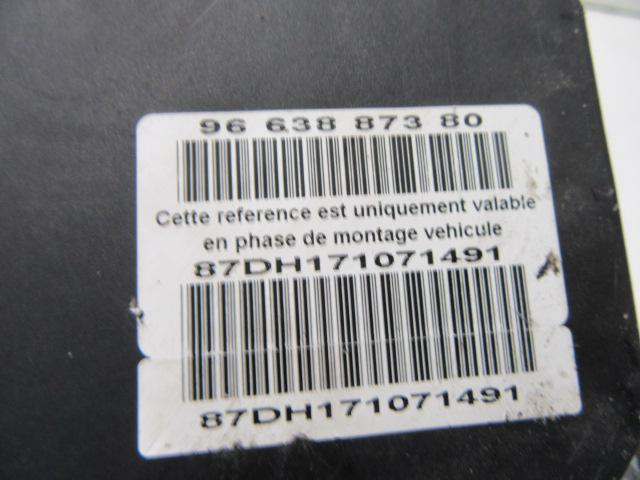 96 638 873 80
Cette reference est uniquement valable
en phase de montage vehicule
87DH171071491
87DH171071491